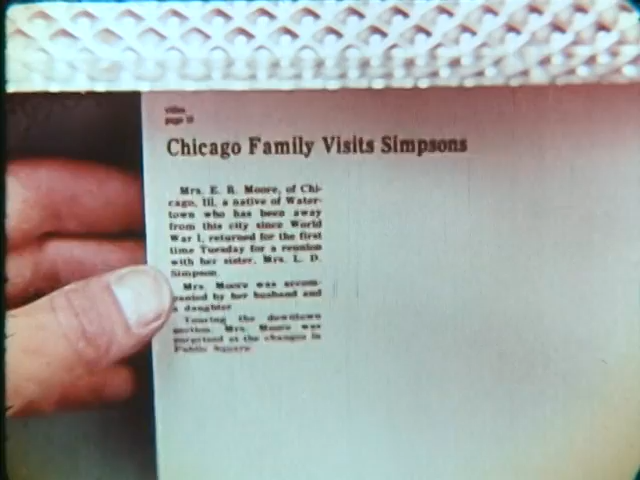 page
Chicago Family Visits Simpsons
Mrs. E. R. Moore, of Chi-
cago, Ill. a native of Water-
town who has been away
from this city since World
War I, returned for the first
time Tuesday for a reunion
with her sister, Mrs. L. D.
Simpson.
Mrs. Moore was accom-
panied by her husband and
a daughter.
Touring the downtown
section, Mrs. Moore was
surprised at the changes in
Public Square.